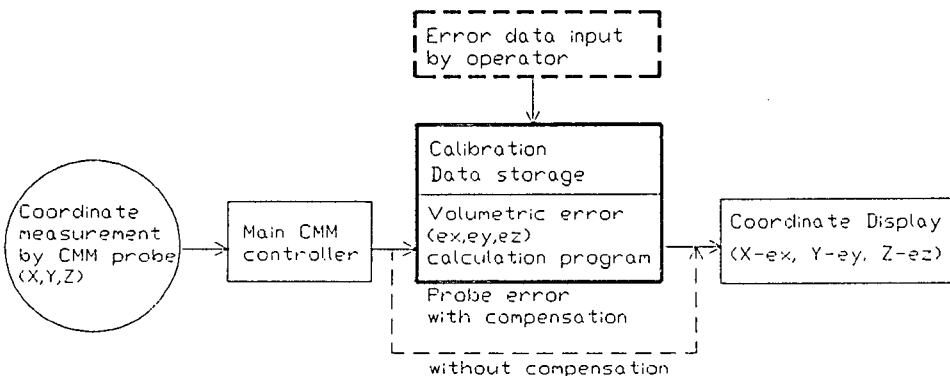 Error data input
by operator
Calibration
Data storage
Coordinate
measurement
by CMM probe
(X,Y,Z)
Main CMM
controller
Volumetric error
(ex,ey,ez)
calculation program
Coordinate Display
(X-ex, Y-ey, Z-ez)
Probe error
with compensation
without compensation